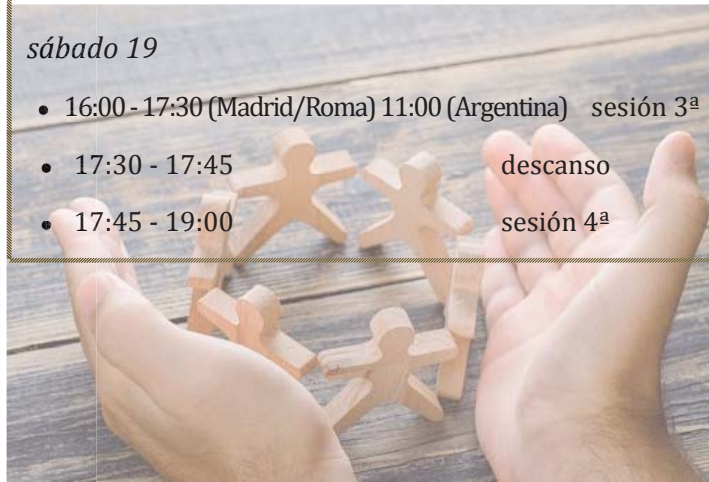 sábado 19
• 16:00 - 17:30 (Madrid/Roma) 11:00 (Argentina) sesión 3ª
• 17:30 - 17:45 descanso
• 17:45 - 19:00 sesión 4ª